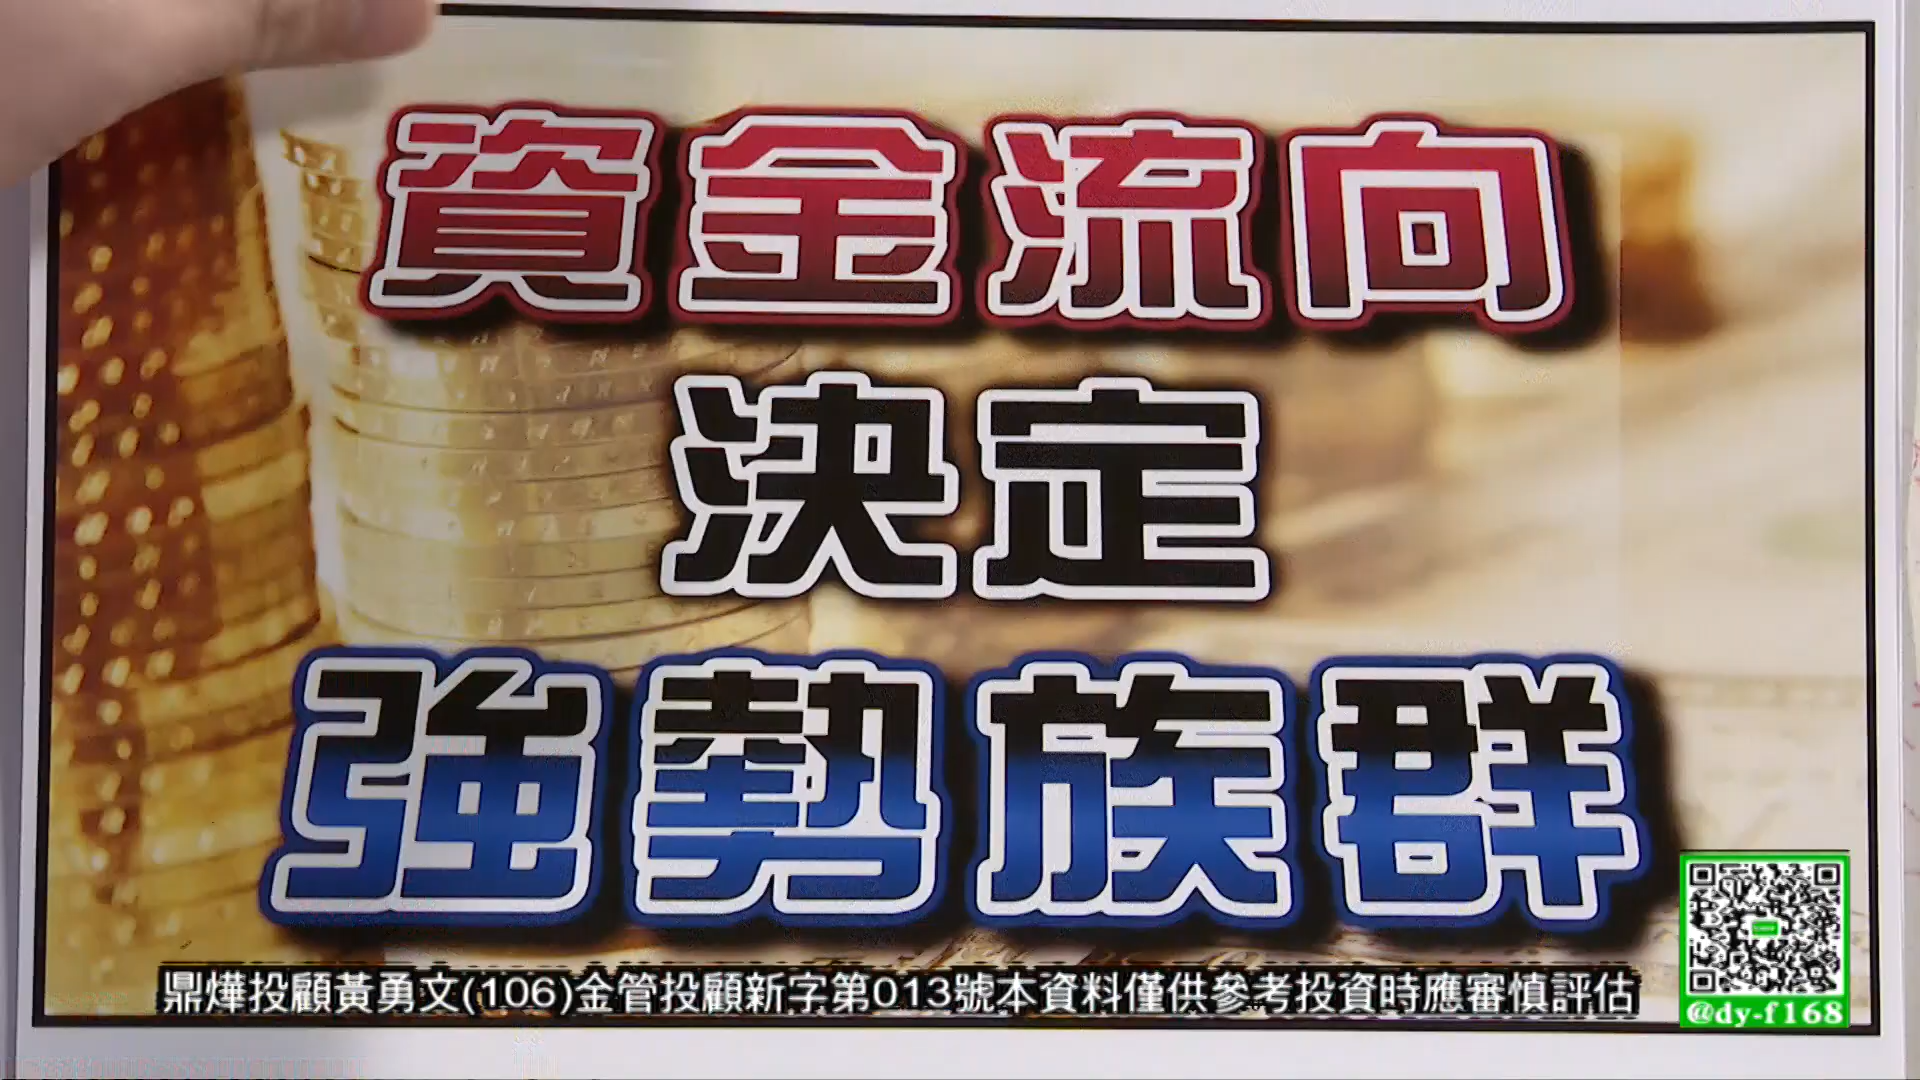 資金流向
決定
強勢族群
鼎燁投顧黃勇文(106)金管投顧新字第013號本資料僅供參考投資時應審慎評估
@dy-f168